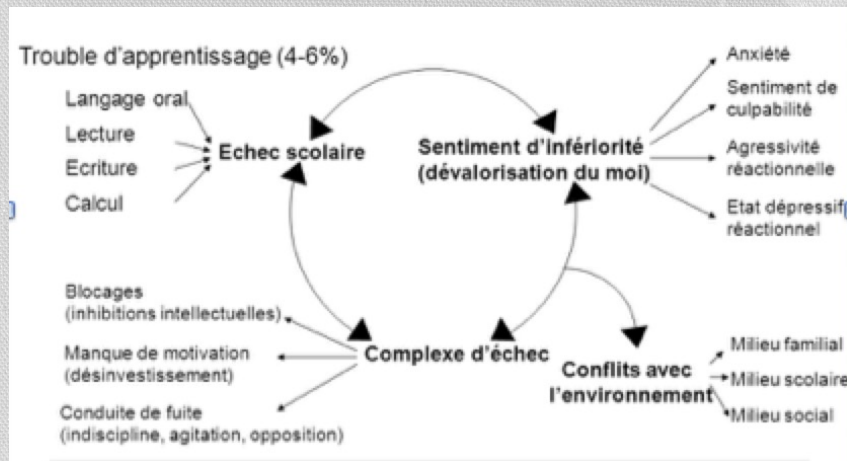 Trouble d'apprentissage (4-6%)
Langage oral
Lecture
Ecriture
Calcul
Echec scolaire
Sentiment d'infériorité
(dévalorisation du moi)
Anxiété
Sentiment de
culpabilité
Agressivité
réactionnelle
Etat dépressif
réactionnel
Blocages
(inhibitions intellectuelles)
Manque de motivation
(désinvestissement)
Conduite de fuite
(indiscipline, agitation, opposition)
Complexe d'échec
Conflits avec
l'environnement
Milieu familial
Milieu scolaire
Milieu social